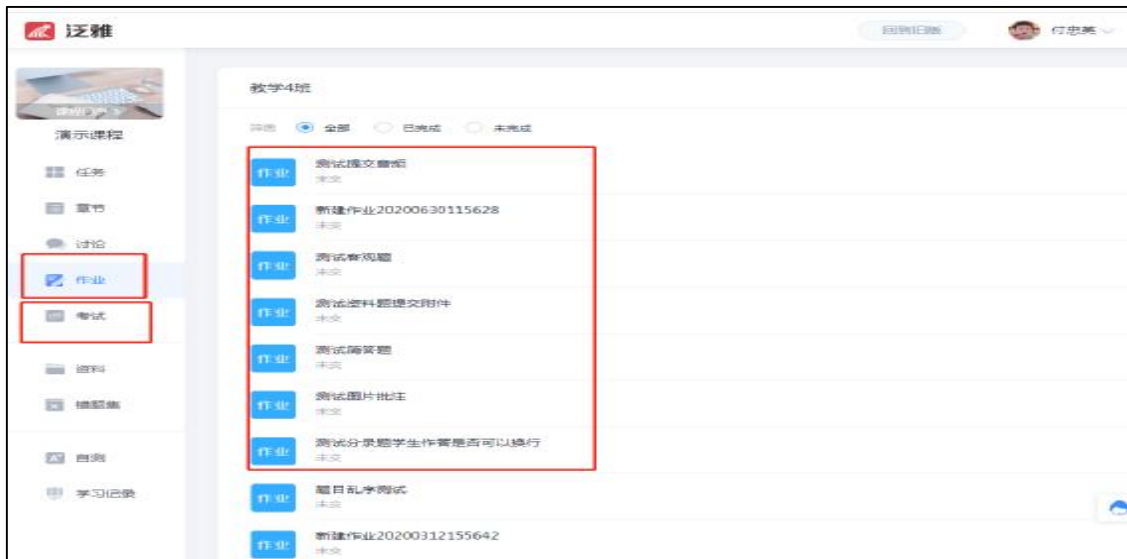 泛雅
回到旧版
付忠英
课程门户
演示课程
任务
章节
讨论
作业
考试
资料
错题集
自测
学习记录
教学4班
筛选 全部 已完成 未完成
作业 测试提交音频
未交
作业 新建作业20200630115628
未交
作业 测试客观题
未交
作业 测试资料题提交附件
未交
作业 测试简答题
未交
作业 测试图片批注
未交
作业 测试分录题学生作答是否可以换行
未交
作业 题目乱序测试
未交
作业 新建作业20200312155642
未交